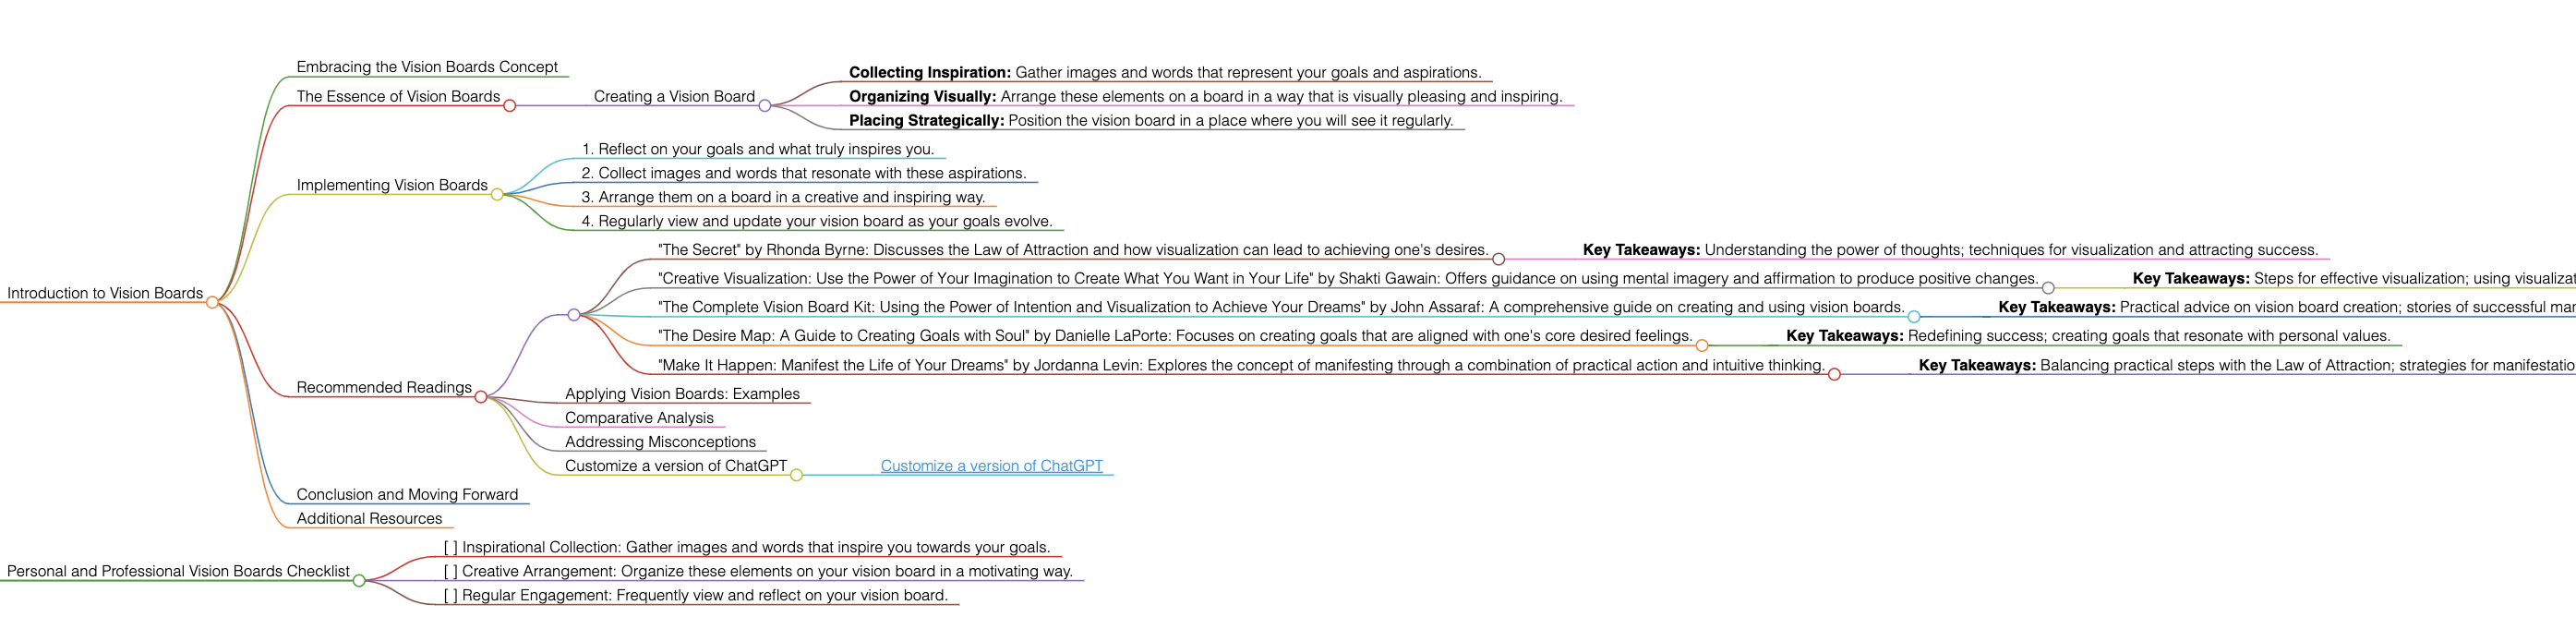 Embracing the Vision Boards Concept
The Essence of Vision Boards
Creating a Vision Board
Collecting Inspiration: Gather images and words that represent your goals and aspirations.
Organizing Visually: Arrange these elements on a board in a way that is visually pleasing and inspiring.
Placing Strategically: Position the vision board in a place where you will see it regularly.
Implementing Vision Boards
1. Reflect on your goals and what truly inspires you.
2. Collect images and words that resonate with these aspirations.
3. Arrange them on a board in a creative and inspiring way.
4. Regularly view and update your vision board as your goals evolve.
Introduction to Vision Boards
Recommended Readings
"The Secret" by Rhonda Byrne: Discusses the Law of Attraction and how visualization can lead to achieving one's desires.
Key Takeaways: Understanding the power of thoughts; techniques for visualization and attracting success.
"Creative Visualization: Use the Power of Your Imagination to Create What You Want in Your Life" by Shakti Gawain: Offers guidance on using mental imagery and affirmation to produce positive changes.
Key Takeaways: Steps for effective visualization; using
"The Complete Vision Board Kit: Using the Power of Intention and Visualization to Achieve Your Dreams" by John Assaraf: A comprehensive guide on creating and using vision boards.
Key Takeaways: Practical advice on vision board creation; stories of successful
"The Desire Map: A Guide to Creating Goals with Soul" by Danielle LaPorte: Focuses on creating goals that are aligned with one's core desired feelings.
Key Takeaways: Redefining success; creating goals that resonate with personal values.
"Make It Happen: Manifest the Life of Your Dreams" by Jordanna Levin: Explores the concept of manifesting through a combination of practical action and intuitive thinking.
Key Takeaways: Balancing practical steps with the Law of Attraction; strategies for
Applying Vision Boards: Examples
Comparative Analysis
Addressing Misconceptions
Customize a version of ChatGPT
Customize a version of ChatGPT
Conclusion and Moving Forward
Additional Resources
Personal and Professional Vision Boards Checklist
[ ] Inspirational Collection: Gather images and words that inspire you towards your goals.
[ ] Creative Arrangement: Organize these elements on your vision board in a motivating way.
[ ] Regular Engagement: Frequently view and reflect on your vision board.